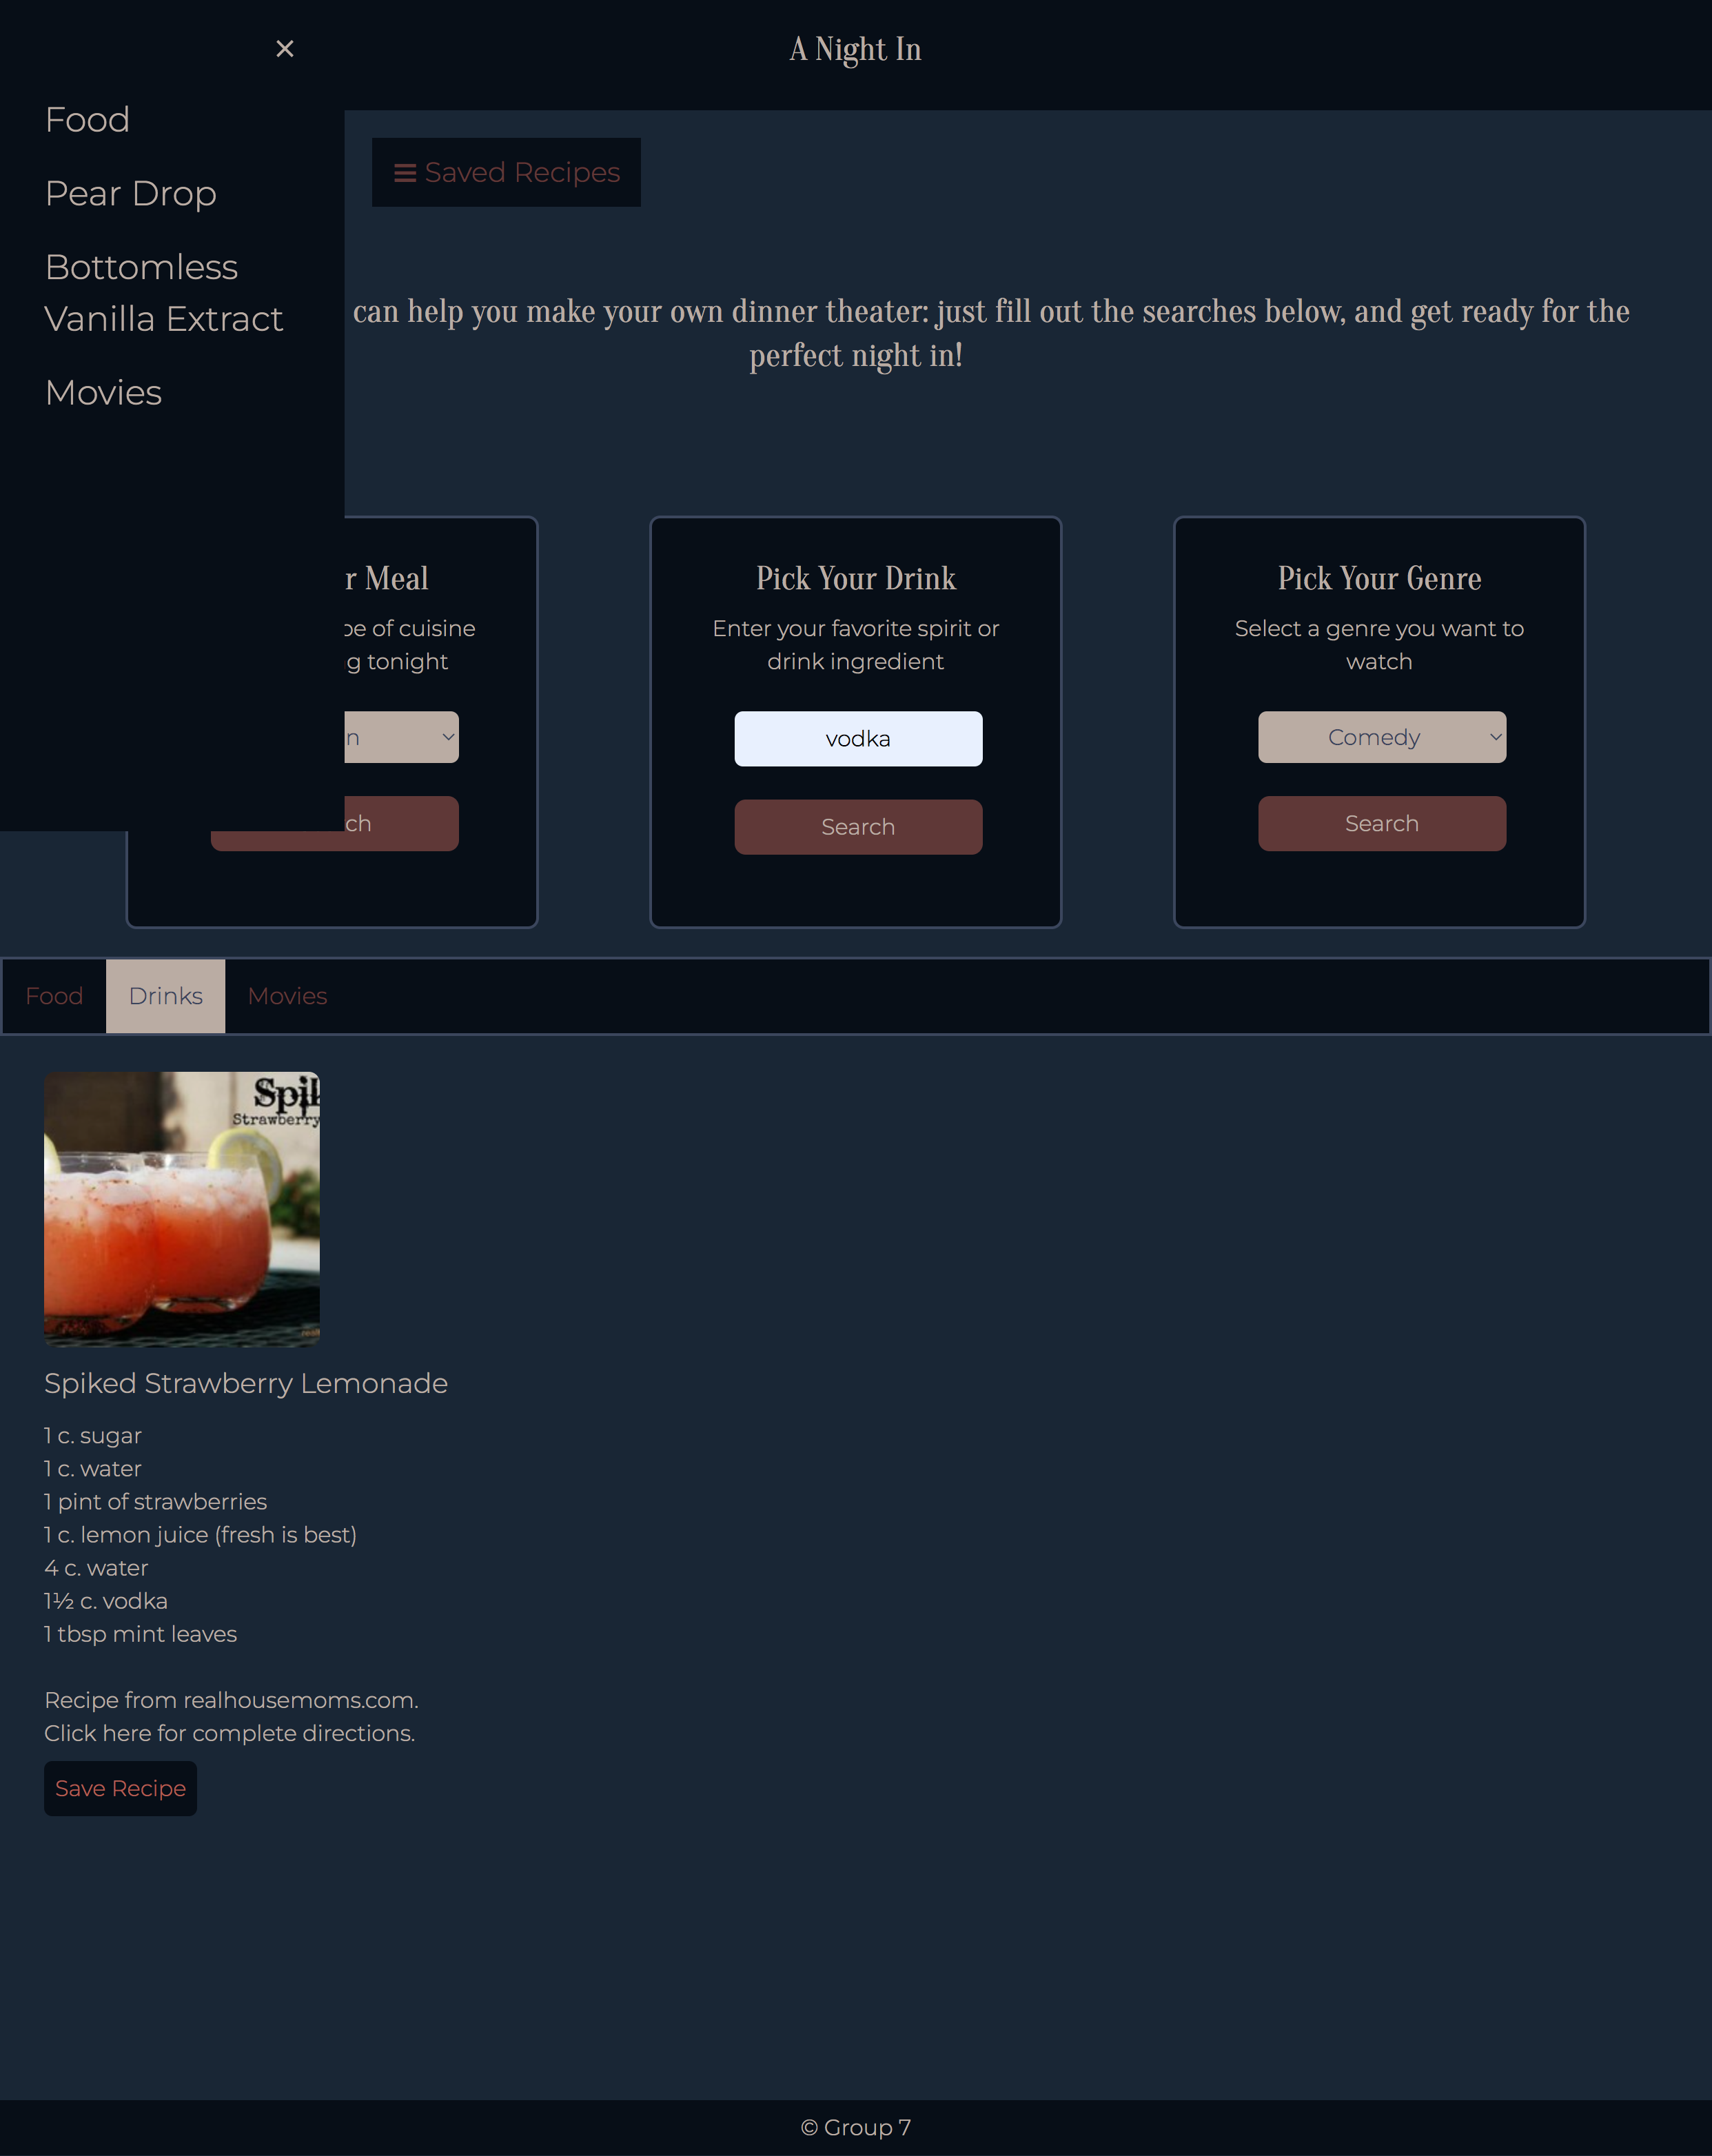 ×
A Night In
Food
Pear Drop
Bottomless
Vanilla Extract
Movies
Saved Recipes
can help you make your own dinner theater: just fill out the searches below, and get ready for the
perfect night in!
Meal
of cuisine
tonight
Pick Your Drink
Enter your favorite spirit or
drink ingredient
vodka
Search
Pick Your Genre
Select a genre you want to
watch
Comedy
Search
Food Drinks Movies
Spik
Strawberry
Spiked Strawberry Lemonade
1 c. sugar
1 c. water
1 pint of strawberries
1 c. lemon juice (fresh is best)
4 c. water
1½ c. vodka
1 tbsp mint leaves
Recipe from realhousemoms.com.
Click here for complete directions.
Save Recipe
© Group 7